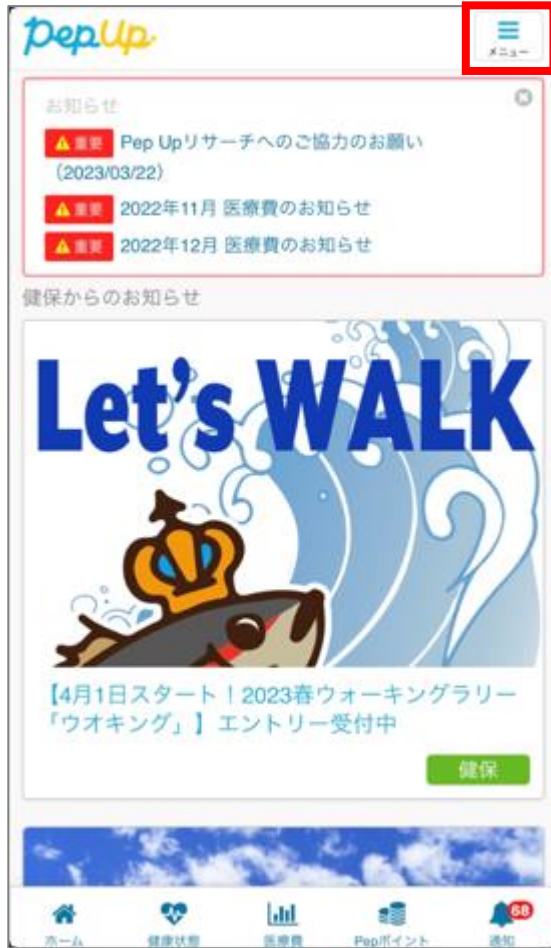 PepUp
メニュー
お知らせ
重要 Pep Upリサーチへのご協力のお願い
（2023/03/22）
重要 2022年11月 医療費のお知らせ
重要 2022年12月 医療費のお知らせ
健保からのお知らせ
Let's WALK
【4月1日スタート！2023春ウォーキングラリー
「ウオキング」】エントリー受付中
健保
68
ホーム 健康状態 医療費 Pepポイント 通知